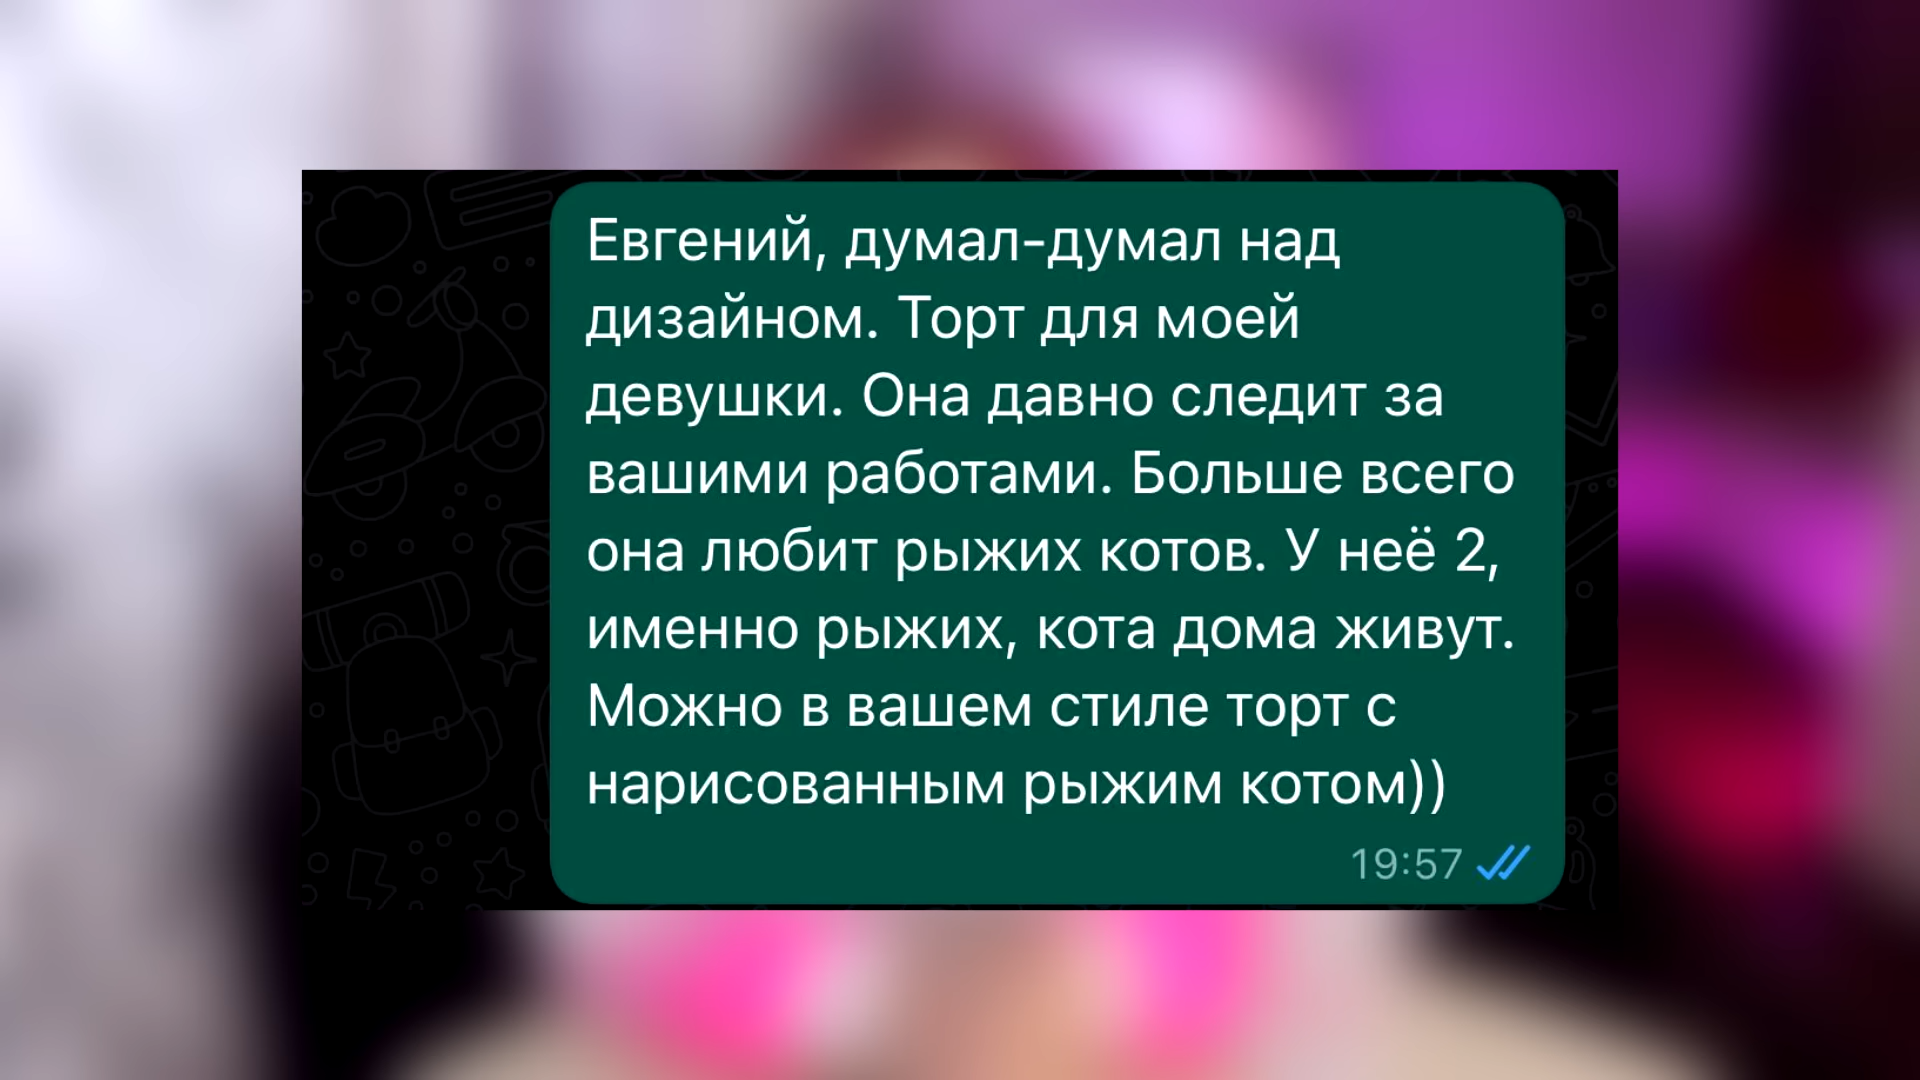 Евгений, думал-думал над
дизайном. Торт для моей
девушки. Она давно следит за
вашими работами. Больше всего
она любит рыжих котов. У неё 2,
именно рыжих, кота дома живут.
Можно в вашем стиле торт с
нарисованным рыжим котом))
19:57